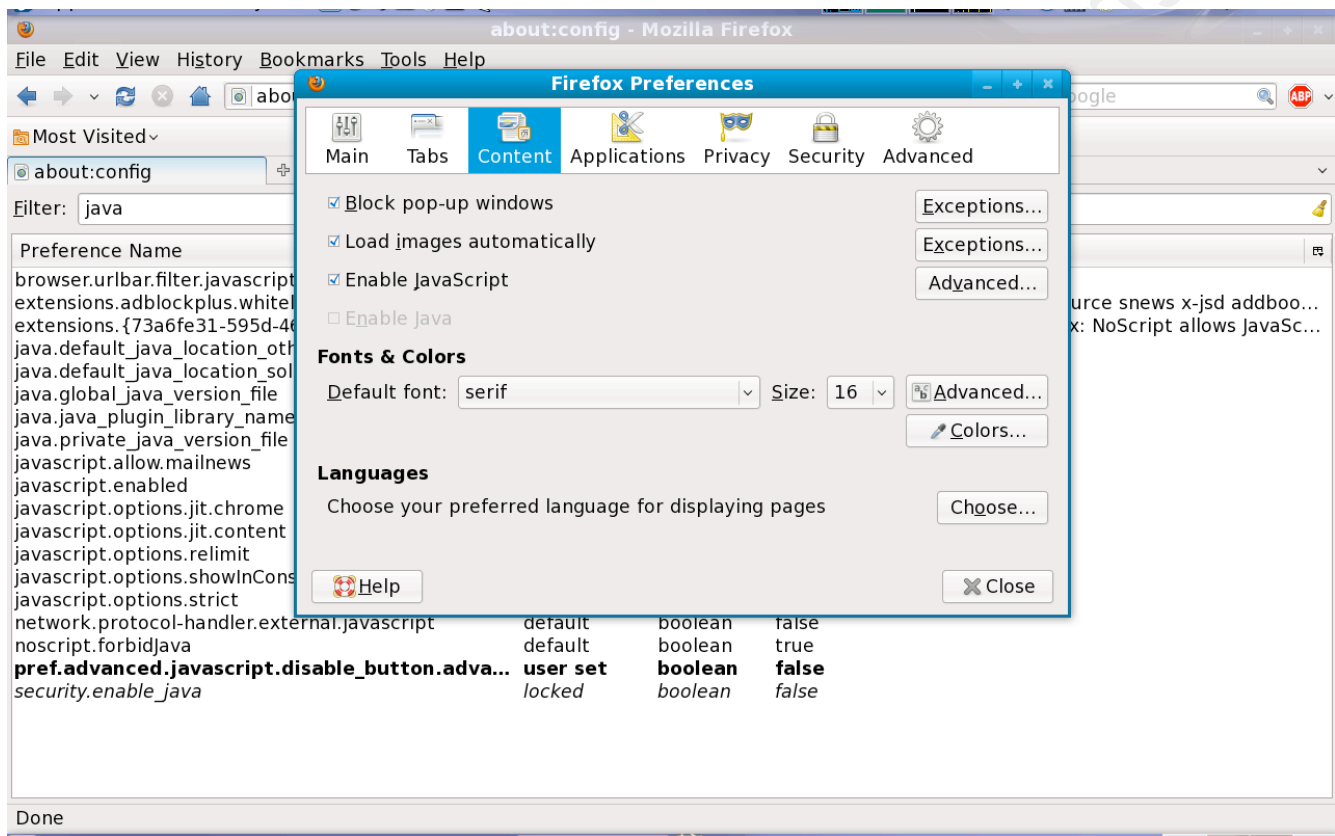 about:config - Mozilla Firefox
File Edit View History Bookmarks Tools Help
Firefox Preferences
abou
oogle
ABP
Most Visited
Main Tabs Content Applications Privacy Security Advanced
about:config
Filter: java
Block pop-up windows Exceptions...
Load images automatically Exceptions...
Enable JavaScript Advanced...
Enable Java
Fonts & Colors
Default font: serif Size: 16 Advanced...
Colors...
Languages
Choose your preferred language for displaying pages Choose...
Help Close
Preference Name
browser.urlbar.filter.javascript
extensions.adblockplus.whitel urce snews x-jsd addboo...
extensions.{73a6fe31-595d-46 x: NoScript allows JavaSc...
java.default_java_location_oth
java.default_java_location_sol
java.global_java_version_file
java.java_plugin_library_name
java.private_java_version_file
javascript.allow.mailnews
javascript.enabled
javascript.options.jit.chrome
javascript.options.jit.content
javascript.options.relimit
javascript.options.showInCons
javascript.options.strict
network.protocol-handler.external.javascript default boolean false
noscript.forbidJava default boolean true
pref.advanced.javascript.disable_button.adva... user set boolean false
security.enable_java locked boolean false
Done